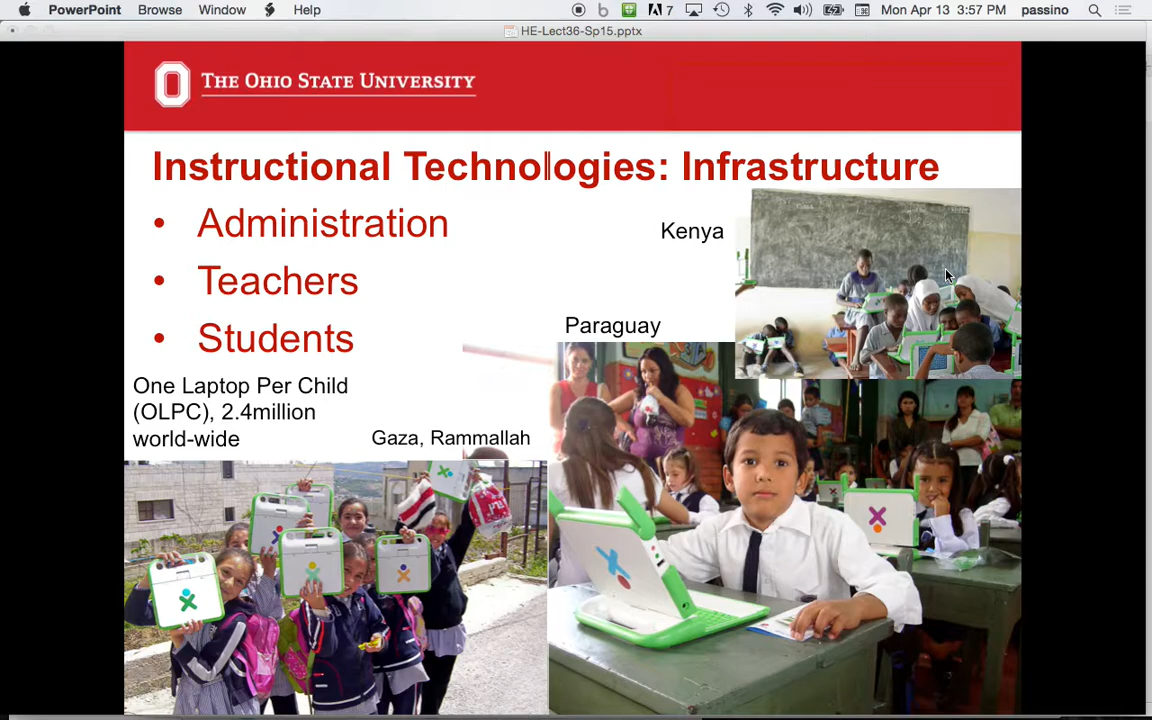 PowerPoint Browse Window Help 7 Mon Apr 13 3:57 PM passino
HE-Lect36-Sp15.pptx
THE OHIO STATE UNIVERSITY
Instructional Technologies: Infrastructure
• Administration
• Teachers
• Students
Kenya
Paraguay
One Laptop Per Child
(OLPC), 2.4million
world-wide
Gaza, Rammallah